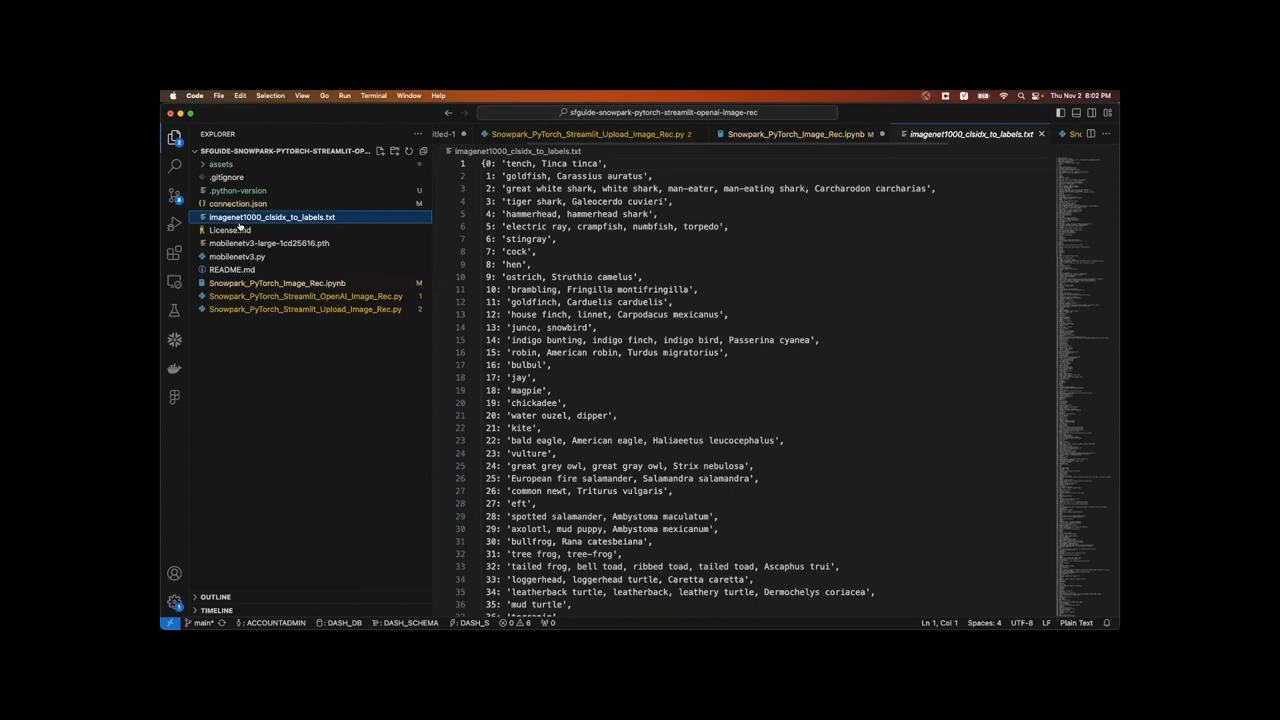 Code File Edit Selection View Go Run Terminal Window Help Thu Nov 2 8:02 PM
sfguide-snowpark-pytorch-streamlit-openai-image-rec
EXPLORER
SFGUIDE-SNOWPARK-PYTORCH-STREAMLIT-OP...
assets
.gitignore
.python-version U
connection.json M
imagenet1000_clsidx_to_labels.txt
License.md
mobilenetv3-large-1cd25616.pth
mobilenetv3.py
README.md
Snowpark_PyTorch_Image_Rec.ipynb M
Snowpark_PyTorch_Streamlit_OpenAI_Image_Rec.py 1
Snowpark_PyTorch_Streamlit_Upload_Image_Rec.py 2
OUTLINE
TIMELINE
itled-1 Snowpark_PyTorch_Streamlit_Upload_Image_Rec.py 2 Snowpark_PyTorch_Image_Rec.ipynb M imagenet1000_clsidx_to_labels.txt Snc
imagenet1000_clsidx_to_labels.txt
1 {0: 'tench, Tinca tinca',
2 1: 'goldfish, Carassius auratus',
3 2: 'great white shark, white shark, man-eater, man-eating shark, Carcharodon carcharias',
4 3: 'tiger shark, Galeocerdo cuvieri',
5 4: 'hammerhead, hammerhead shark',
6 5: 'electric ray, crampfish, numbfish, torpedo',
7 6: 'stingray',
8 7: 'cock',
9 8: 'hen',
10 9: 'ostrich, Struthio camelus',
11 10: 'brambling, Fringilla montifringilla',
12 11: 'goldfinch, Carduelis carduelis',
13 12: 'house finch, linnet, Carpodacus mexicanus',
14 13: 'junco, snowbird',
15 14: 'indigo bunting, indigo finch, indigo bird, Passerina cyanea',
16 15: 'robin, American robin, Turdus migratorius',
17 16: 'bulbul',
18 17: 'jay',
19 18: 'magpie',
20 19: 'chickadee',
21 20: 'water ouzel, dipper',
22 21: 'kite',
23 22: 'bald eagle, American eagle, Haliaeetus leucocephalus',
24 23: 'vulture',
25 24: 'great grey owl, great gray owl, Strix nebulosa',
26 25: 'European fire salamander, Salamandra salamandra',
27 26: 'common newt, Triturus vulgaris',
28 27: 'eft',
29 28: 'spotted salamander, Ambystoma maculatum',
30 29: 'axolotl, mud puppy, Ambystoma mexicanum',
31 30: 'bullfrog, Rana catesbeiana',
32 31: 'tree frog, tree-frog',
33 32: 'tailed frog, bell toad, ribbed toad, tailed toad, Ascaphus trui',
34 33: 'loggerhead, loggerhead turtle, Caretta caretta',
35 34: 'leatherback turtle, leatherback, leathery turtle, Dermochelys coriacea',
36 35: 'mud turtle',
main* : ACCOUNTADMIN : DASH_DB : DASH_SCHEMA : DASH_S 0 6 0 Ln 1, Col 1 Spaces: 4 UTF-8 LF Plain Text